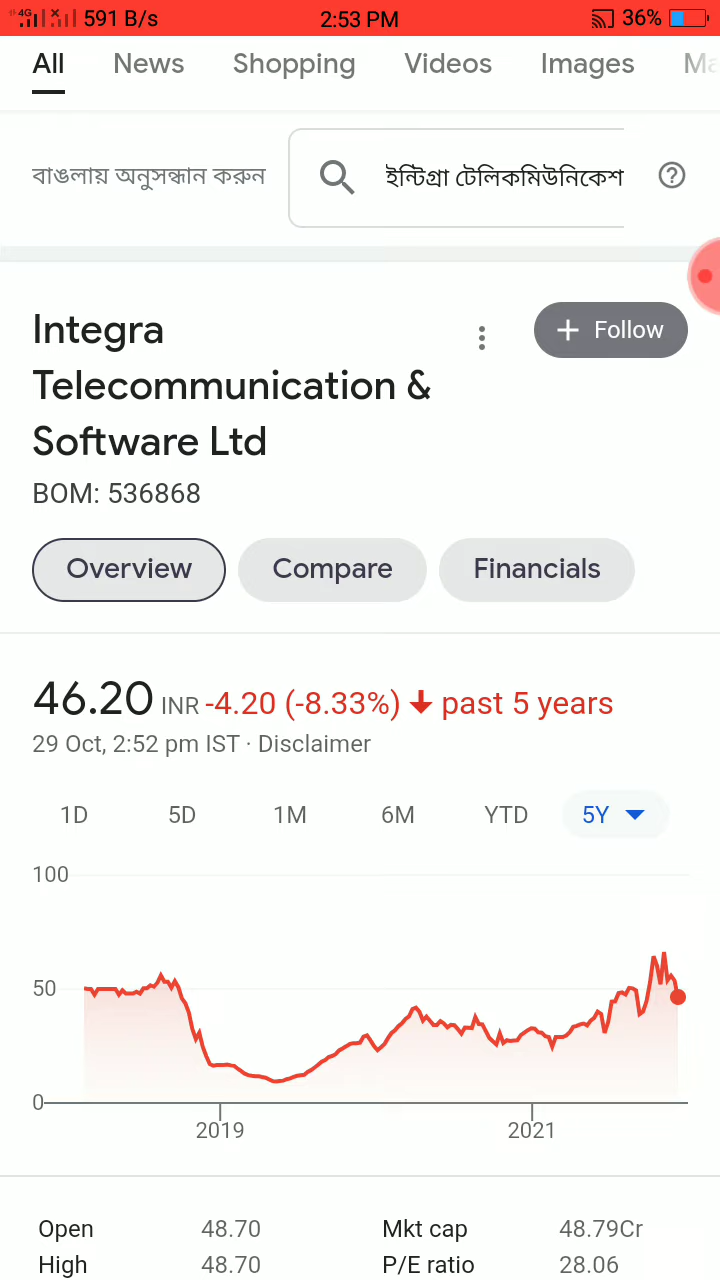 4G 591 B/s 2:53 PM 36%
All News Shopping Videos Images Ma
বাঙলায় অনুসন্ধান করুন ইন্টিগ্রা টেলিকমিউনিকেশ
Integra + Follow
Telecommunication &
Software Ltd
BOM: 536868
Overview Compare Financials
46.20 INR -4.20 (-8.33%) past 5 years
29 Oct, 2:52 pm IST · Disclaimer
1D 5D 1M 6M YTD 5Y
100
50
0
2019 2021
Open 48.70 Mkt cap 48.79Cr
High 48.70 P/E ratio 28.06